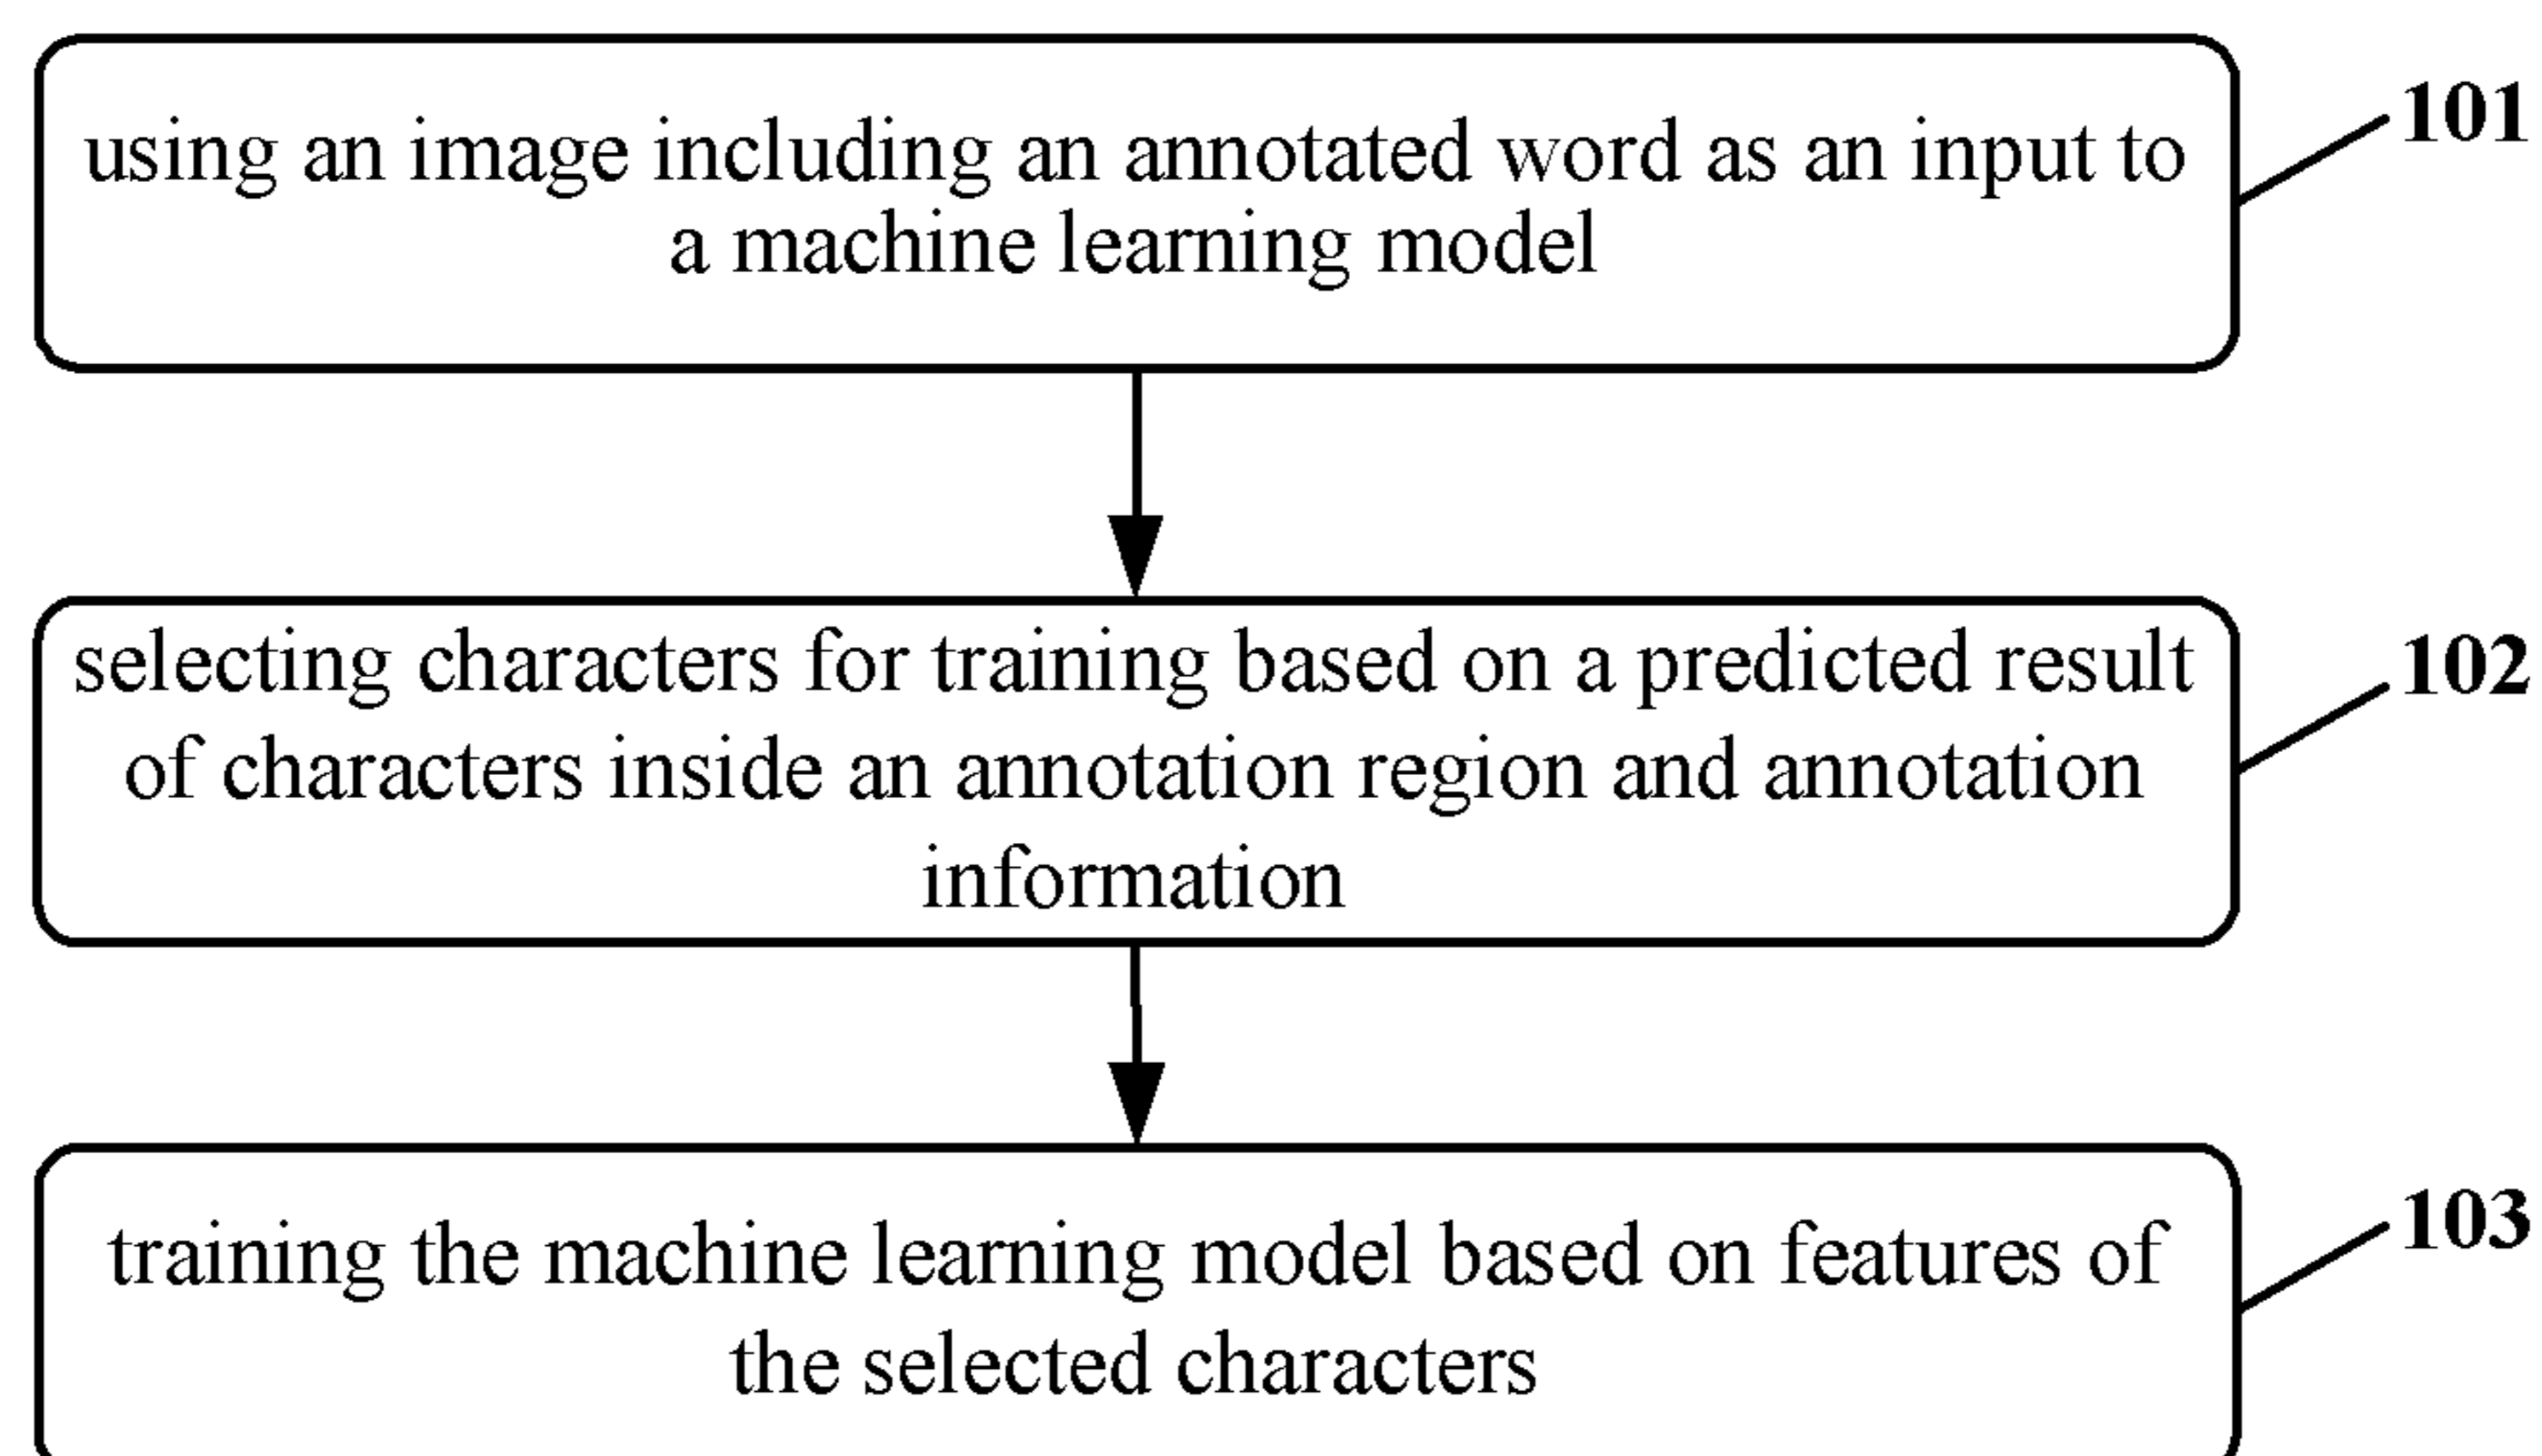 using an image including an annotated word as an input to
a machine learning model
101
selecting characters for training based on a predicted result
of characters inside an annotation region and annotation
information
102
training the machine learning model based on features of
the selected characters
103